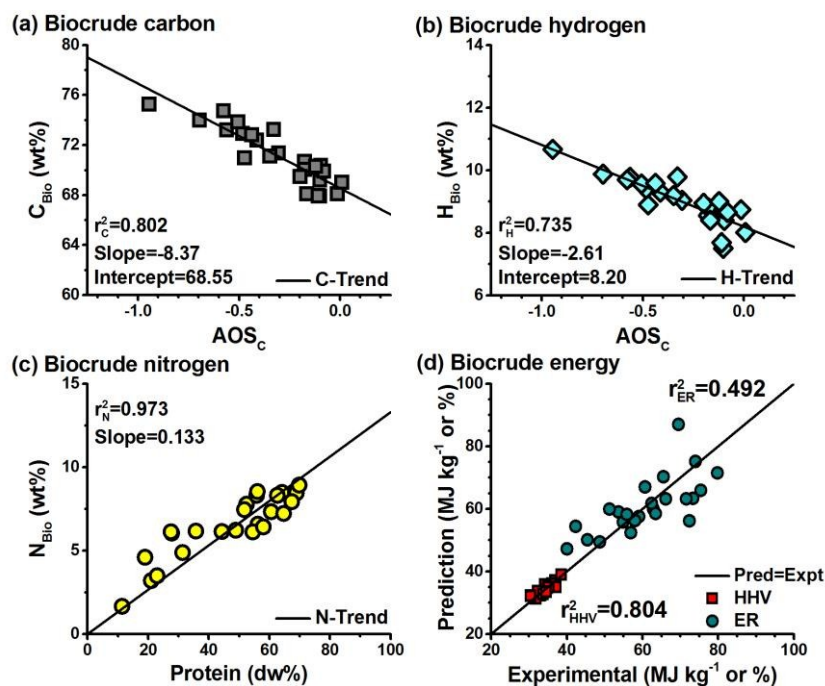 (a) Biocrude carbon
80
76
72
68
64
60
C_Bio (wt%)
r²_C=0.802
Slope=-8.37
Intercept=68.55
C-Trend
-1.0 -0.5 0.0
AOS_C
(b) Biocrude hydrogen
14
12
10
8
6
H_Bio (wt%)
r²_H=0.735
Slope=-2.61
Intercept=8.20
H-Trend
-1.0 -0.5 0.0
AOS_C
(c) Biocrude nitrogen
15
10
5
0
N_Bio (wt%)
r²_N=0.973
Slope=0.133
N-Trend
0 20 40 60 80 100
Protein (dw%)
(d) Biocrude energy
100
80
60
40
20
Prediction (MJ kg⁻¹ or %)
r²_ER=0.492
Pred=Expt
HHV
ER
r²_HHV=0.804
20 40 60 80 100
Experimental (MJ kg⁻¹ or %)